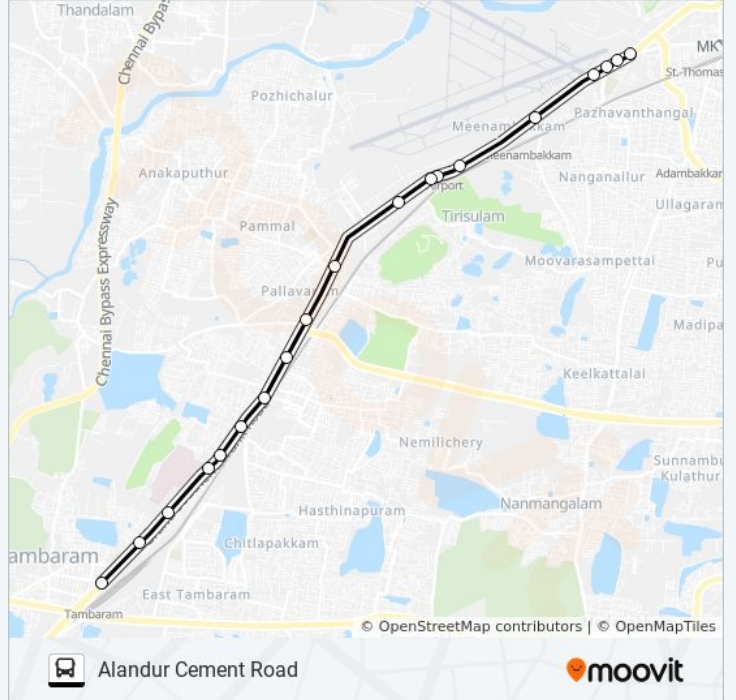 Thandalam
Chennai Bypass
MK
St. Thomas
Pozhichalur
Pazhavanthangal
Meenambakkam
Meenambakkam
Anakaputhur
Nanganallur
Adambakkar
Ullagaram
Tirisulam
Pammal
Moovarasampettai
Pu
Chennai Bypass Expressway
Pallavaram
Madipa
Keelkattalai
Nemilichery
Sunnambu
Kulathur
Nanmangalam
Hasthinapuram
Chitlapakkam
ambaram
East Tambaram
Tambaram
© OpenStreetMap contributors | © OpenMapTiles
Alandur Cement Road
moovit